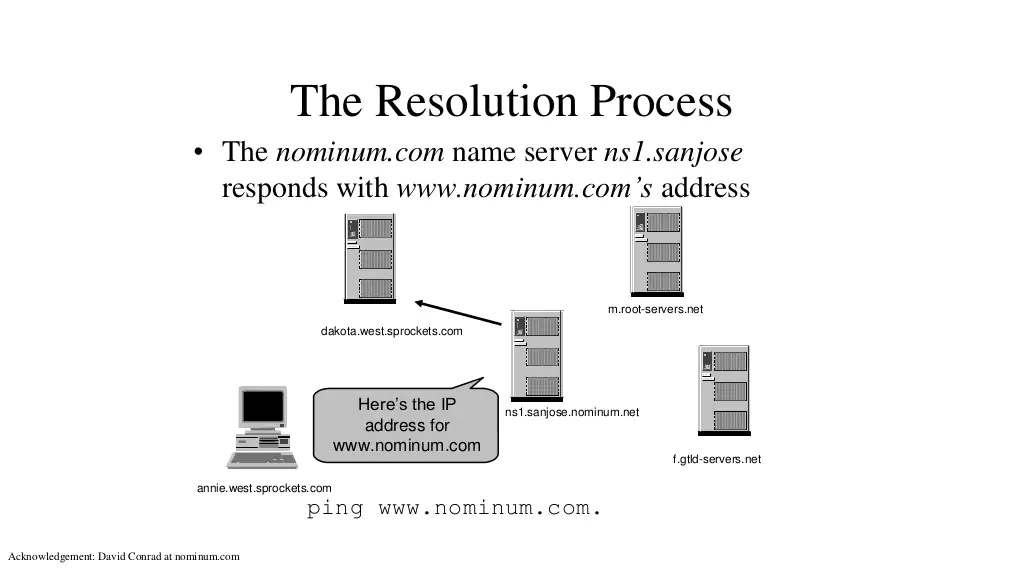 The Resolution Process
• The nominum.com name server ns1.sanjose
responds with www.nominum.com’s address
m.root-servers.net
dakota.west.sprockets.com
Here’s the IP
address for
www.nominum.com
ns1.sanjose.nominum.net
f.gtld-servers.net
annie.west.sprockets.com
ping www.nominum.com.
Acknowledgement: David Conrad at nominum.com